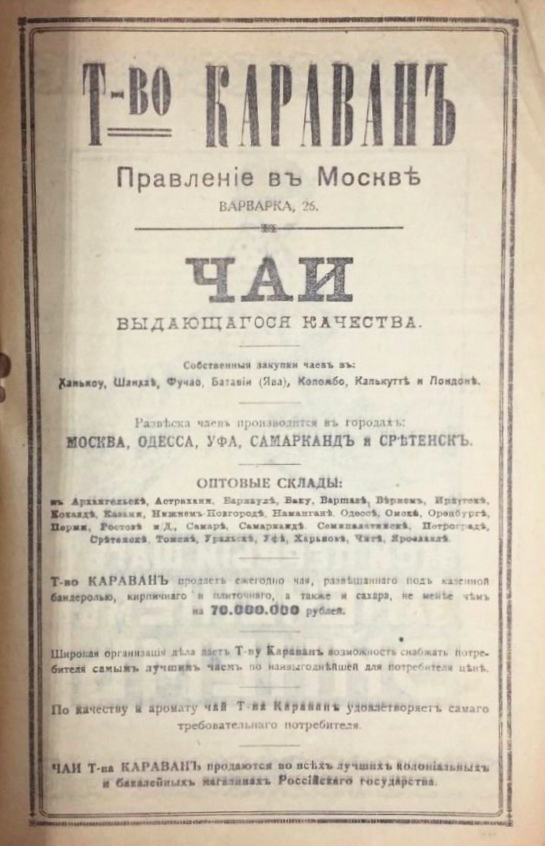 Т-во КАРАВАНЪ
Правленіе въ Москвѣ
ВАРВАРКА, 26.
ЧАИ
ВЫДАЮЩАГОСЯ КАЧЕСТВА.
Собственныя закупки чаевъ въ:
Ханькоу, Шанхаѣ, Фучао, Батавіи (Ява), Коломбо, Калькуттѣ и Лондонѣ.
Развѣска чаевъ производится въ городахъ:
МОСКВА, ОДЕССА, УФА, САМАРКАНДЪ и СРѢТЕНСКЪ.
ОПТОВЫЕ СКЛАДЫ:
въ Архангельскѣ, Астрахани, Барнаулѣ, Баку, Варшавѣ, Вѣрномъ, Иркутскѣ,
Кокандѣ, Казани, Нижнемъ-Новгородѣ, Наманганѣ, Одессѣ, Омскѣ, Оренбургѣ,
Перми, Ростовѣ н/Д., Самарѣ, Самаркандѣ, Семипалатинскѣ, Петроградѣ,
Срѣтенскѣ, Томскѣ, Уральскѣ, Уфѣ, Харьковѣ, Читѣ, Ярославлѣ.
Т-во КАРАВАНЪ продаетъ ежегодно чая, развѣшаннаго подъ казенной
бандеролью, кирпичнаго и плиточнаго, а также и сахара, не менѣе чѣмъ
на 70.000.000 рублей.
Широкая организація дѣла даетъ Т-ву Караванъ возможность снабжать потре-
бителя самымъ лучшимъ чаемъ по наивыгоднѣйшей для потребителя цѣнѣ.
По качеству и аромату чай Т-ва Караванъ удовлетворяетъ самаго
требовательнаго потребителя.
ЧАИ Т-ва КАРАВАНЪ продаются во всѣхъ лучшихъ колоніальныхъ
и бакалейныхъ магазинахъ Россійскаго государства.